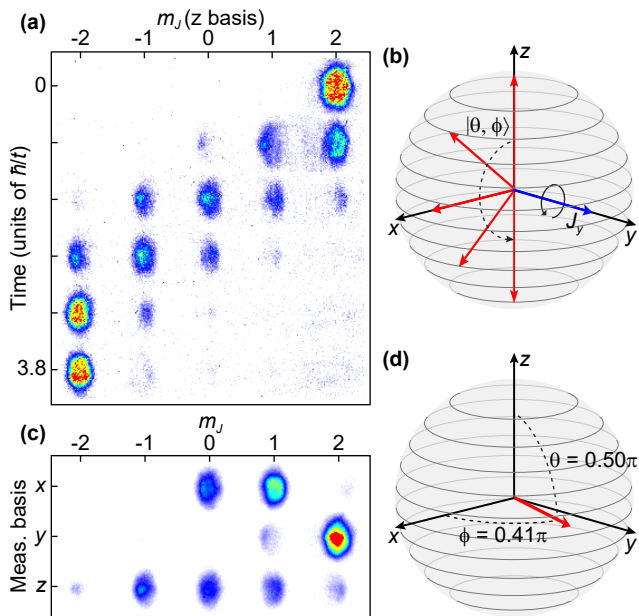 (a)
m_J (z basis)
-2 -1 0 1 2
0
Time (units of ħ/t)
3.8
(b)
z
|θ, ϕ⟩
x
J_y
y
(c)
m_J
-2 -1 0 1 2
Meas. basis
x
y
z
(d)
z
θ = 0.50π
x
ϕ = 0.41π
y